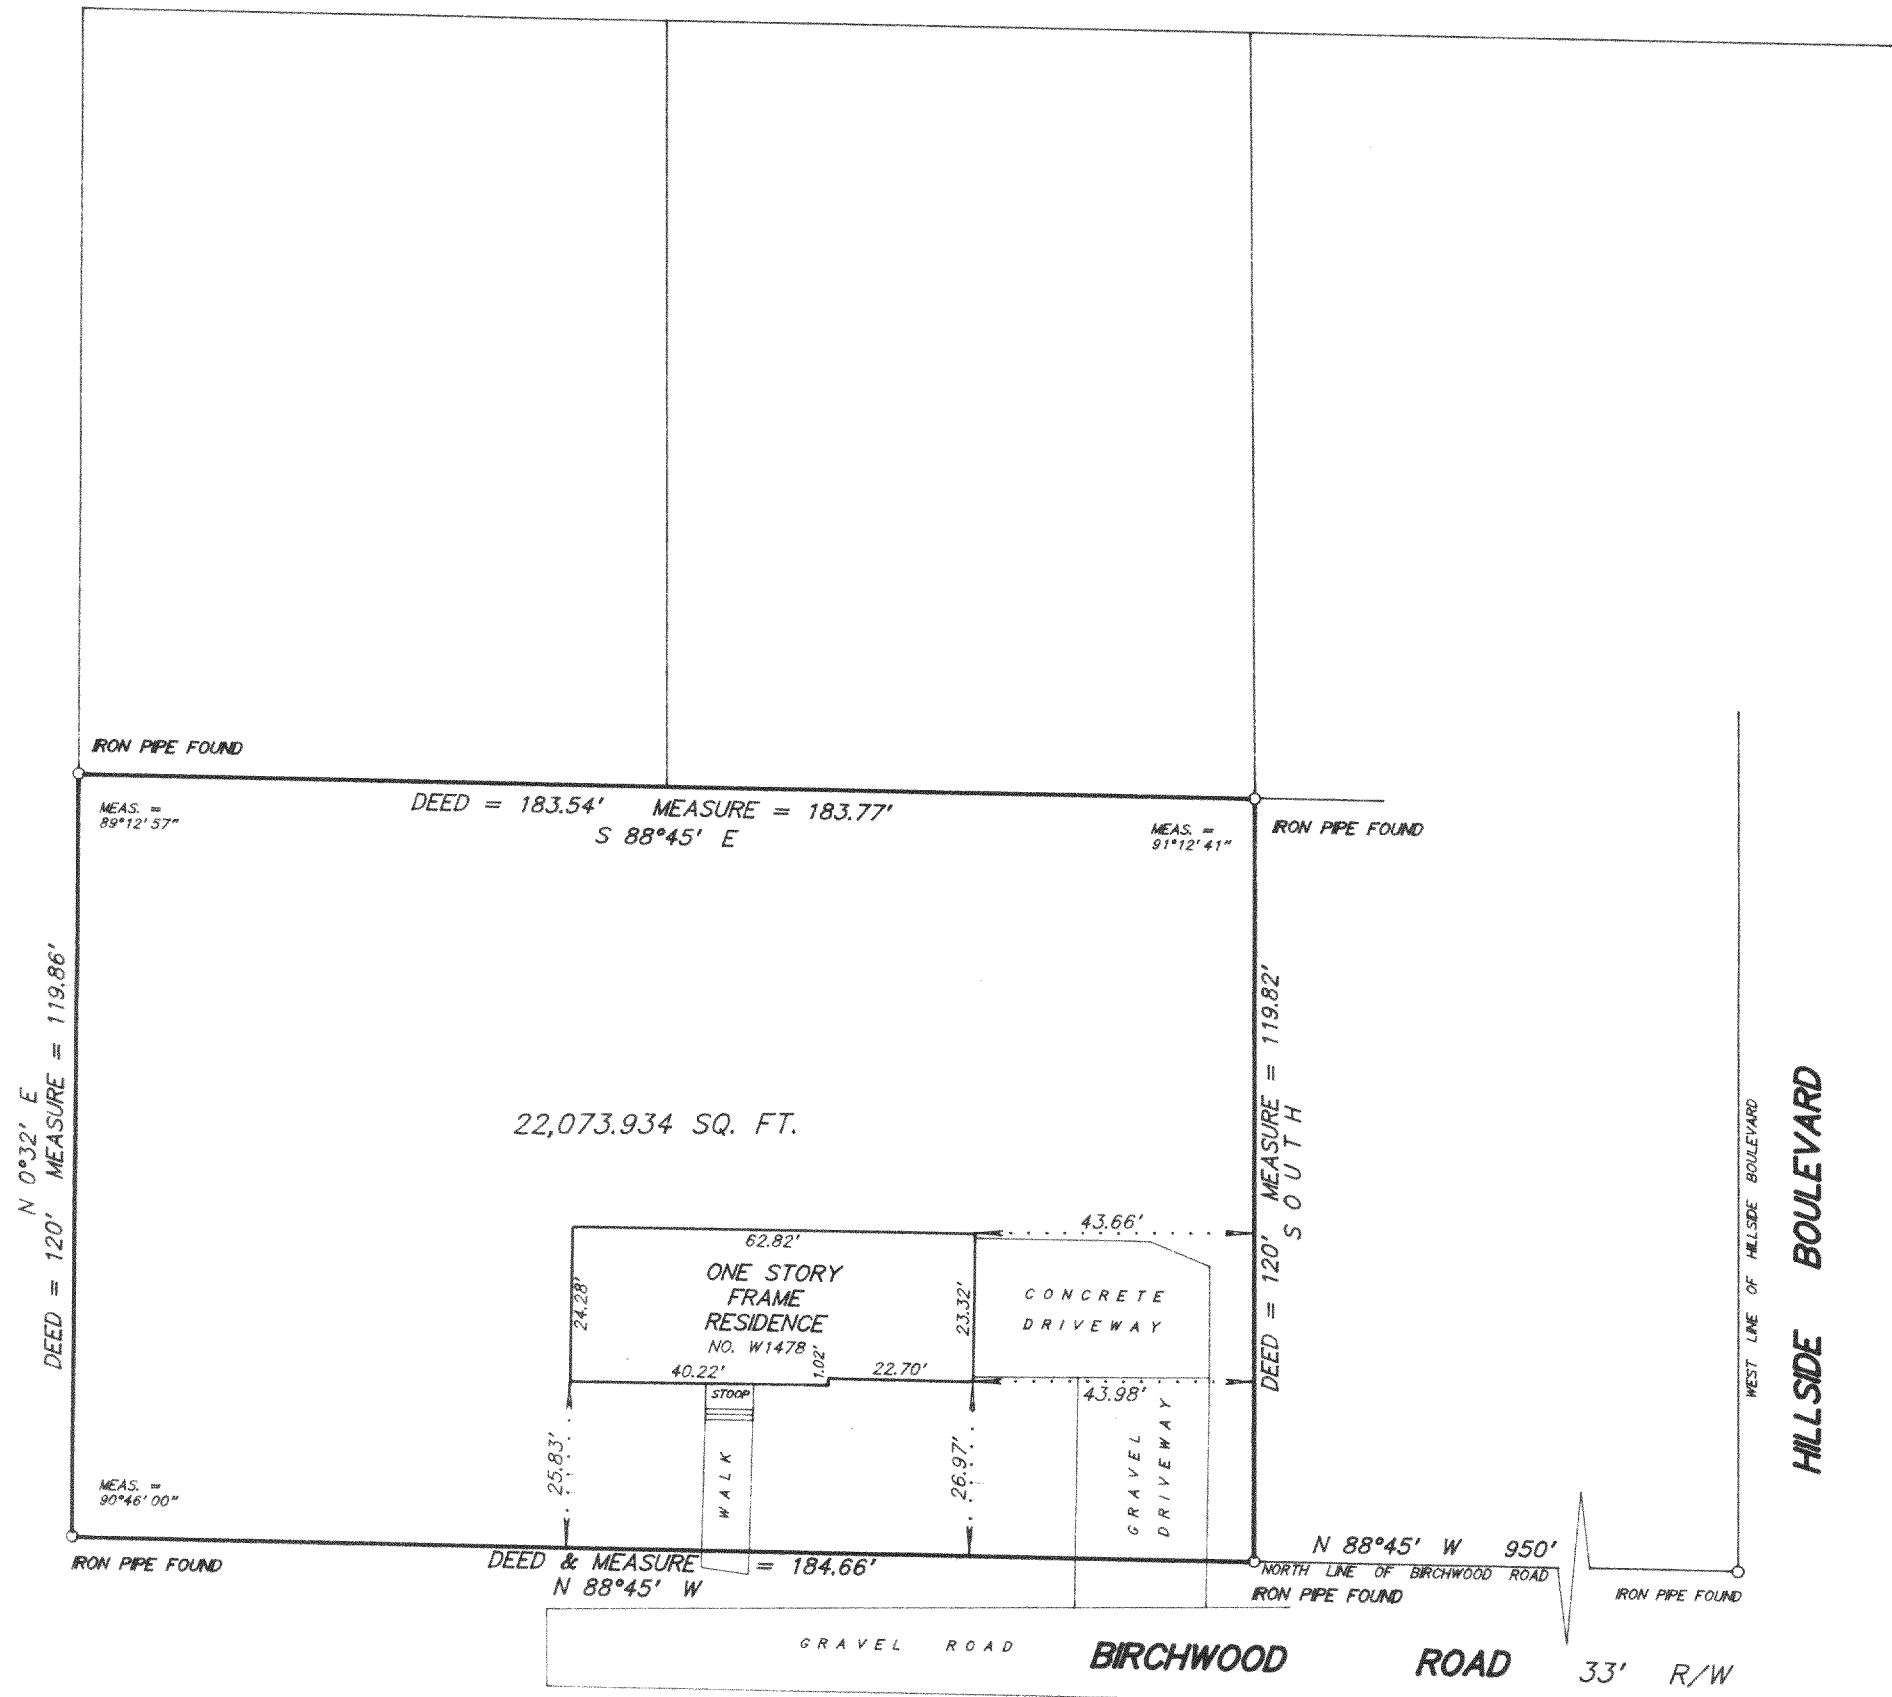 IRON PIPE FOUND
MEAS. =
89°12'57"
DEED = 183.54' MEASURE = 183.77'
S 88°45' E
MEAS. =
91°12'41"
IRON PIPE FOUND
N 0°32' E
DEED = 120' MEASURE = 119.86'
22,073.934 SQ. FT.
DEED = 120' MEASURE = 119.82'
SOUTH
WEST LINE OF HILLSIDE BOULEVARD
HILLSIDE BOULEVARD
43.66'
62.82'
ONE STORY
FRAME
RESIDENCE
NO. W1478
24.28'
23.32'
CONCRETE
DRIVEWAY
40.22'
1.02'
22.70'
43.98'
STOOP
WALK
25.83'
26.97'
GRAVEL
DRIVEWAY
MEAS. =
90°46'00"
IRON PIPE FOUND
DEED & MEASURE = 184.66'
N 88°45' W
N 88°45' W 950'
NORTH LINE OF BIRCHWOOD ROAD
IRON PIPE FOUND
IRON PIPE FOUND
GRAVEL ROAD
BIRCHWOOD ROAD 33' R/W